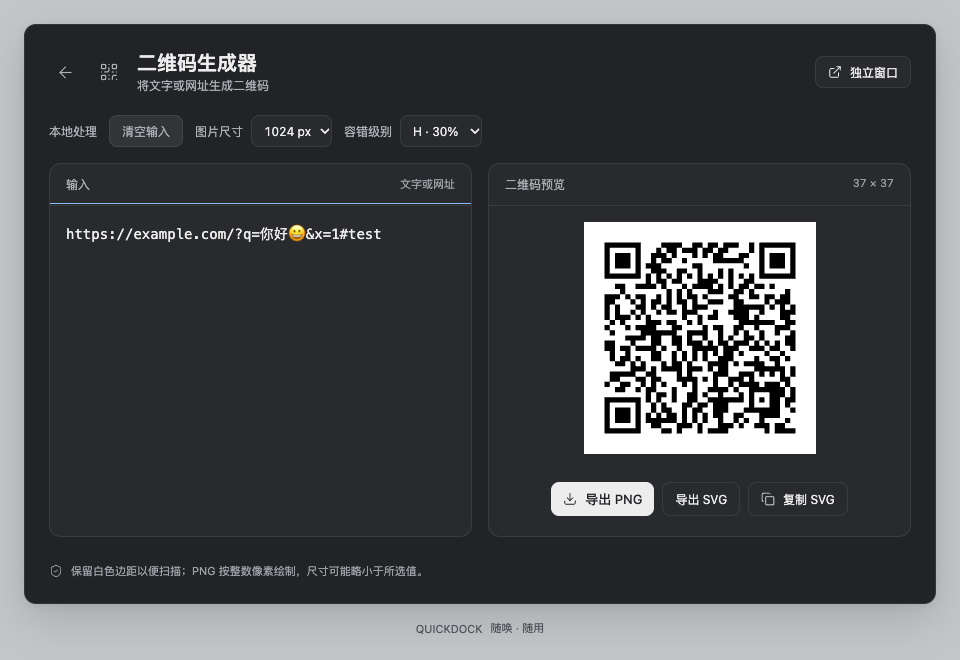 二维码生成器
将文字或网址生成二维码
独立窗口
本地处理 清空输入 图片尺寸 1024 px 容错级别 H · 30%
输入 文字或网址
https://example.com/?q=你好😀&x=1#test
二维码预览 37 × 37
导出 PNG 导出 SVG 复制 SVG
保留白色边距以便扫描；PNG 按整数像素绘制，尺寸可能略小于所选值。
QUICKDOCK 随唤 · 随用